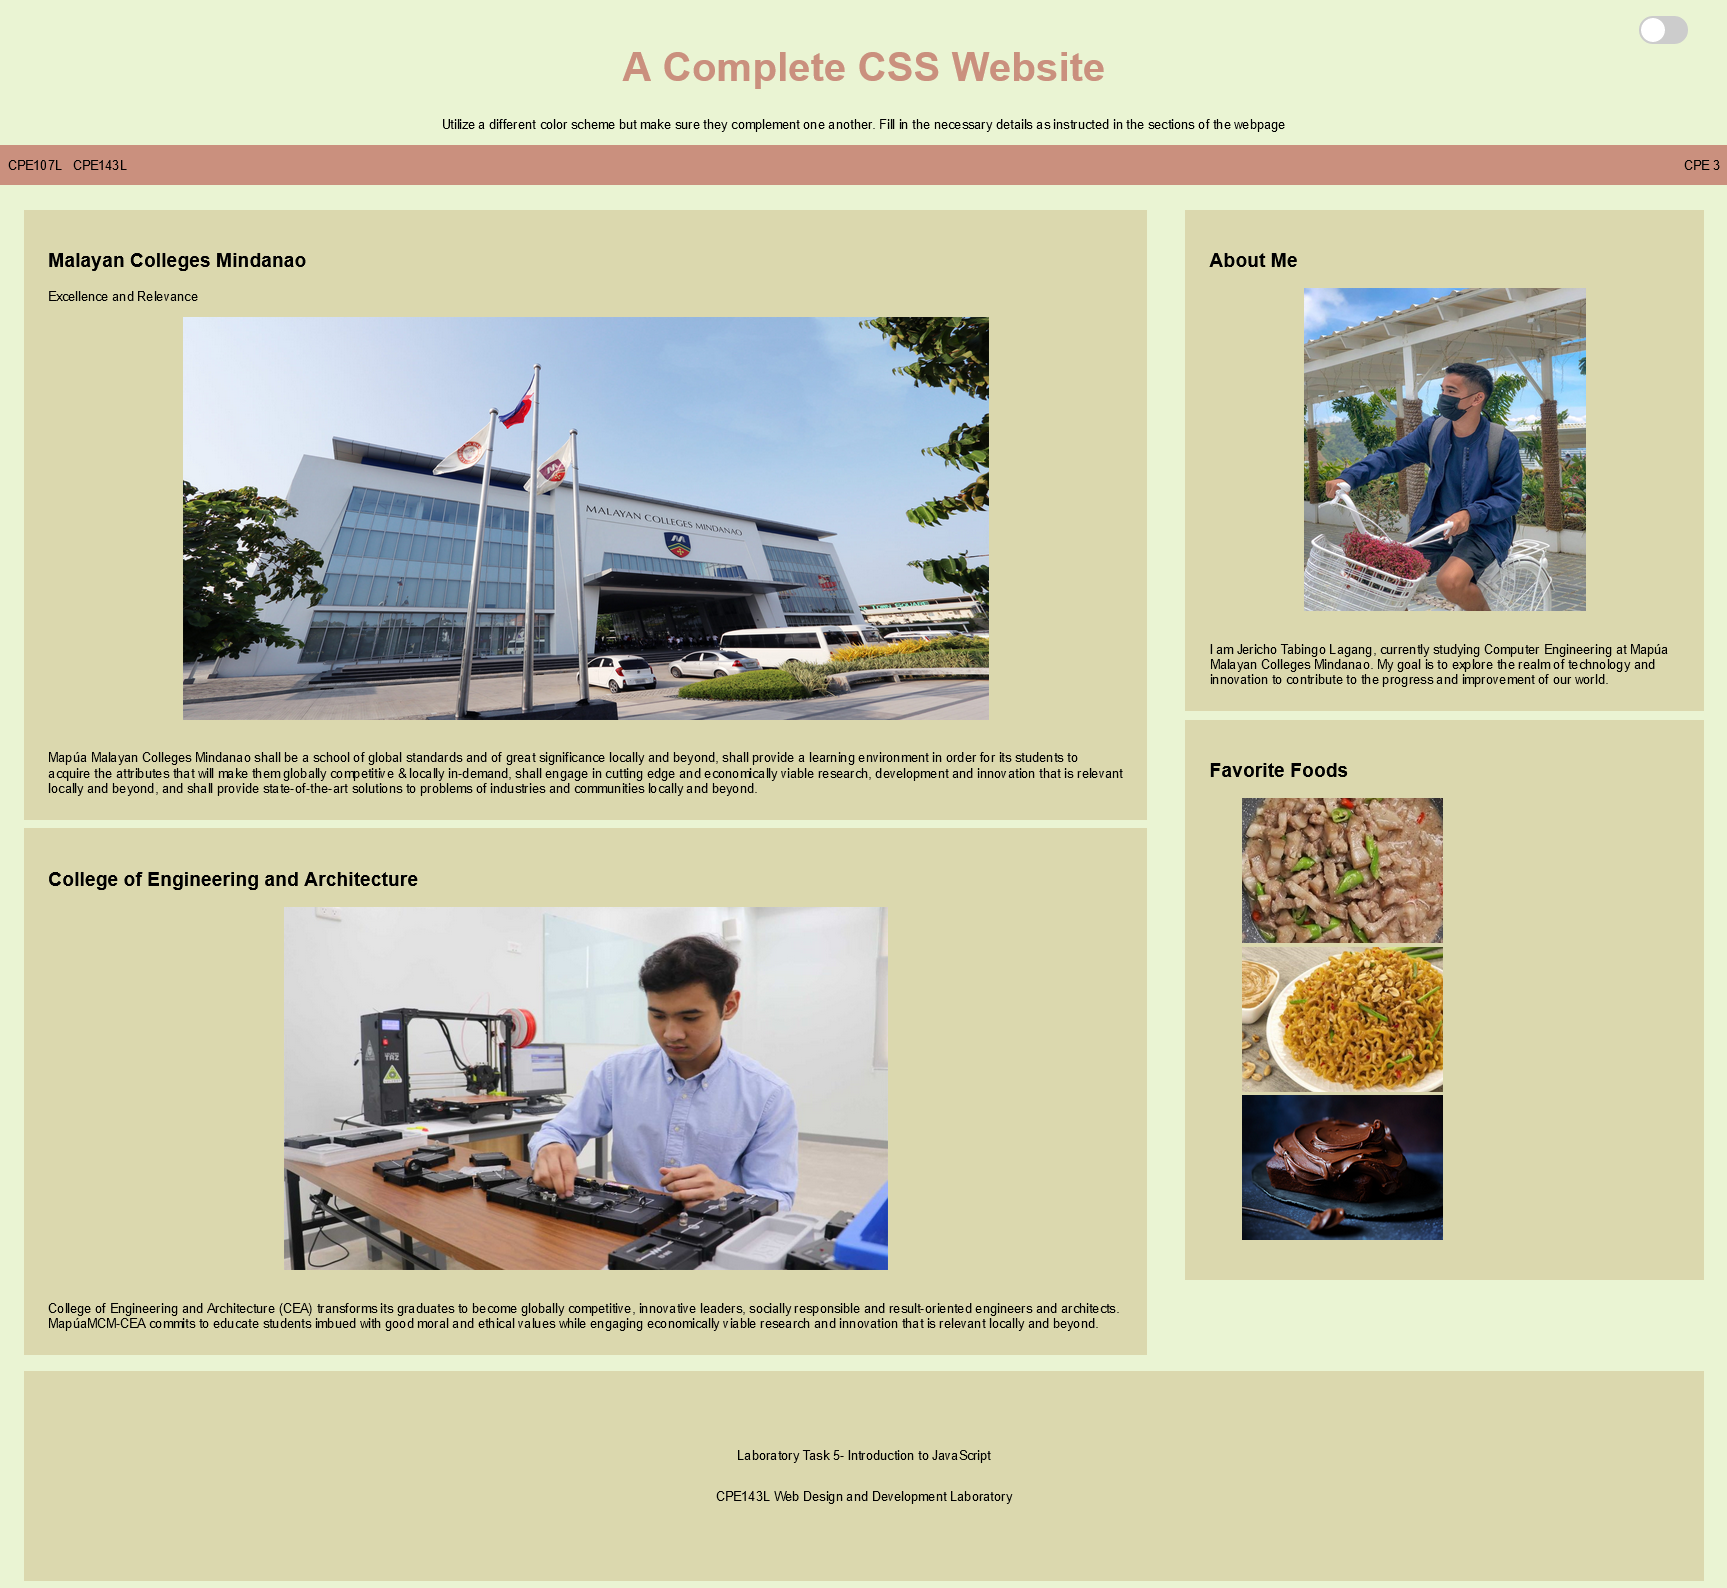 A Complete CSS Website
Utilize a different color scheme but make sure they complement one another. Fill in the necessary details as instructed in the sections of the webpage
CPE107L CPE143L CPE 3
Malayan Colleges Mindanao
Excellence and Relevance
MALAYAN COLLEGES MINDANAO
Mapúa Malayan Colleges Mindanao shall be a school of global standards and of great significance locally and beyond, shall provide a learning environment in order for its students to
acquire the attributes that will make them globally competitive & locally in-demand, shall engage in cutting edge and economically viable research, development and innovation that is relevant
locally and beyond, and shall provide state-of-the-art solutions to problems of industries and communities locally and beyond.
College of Engineering and Architecture
College of Engineering and Architecture (CEA) transforms its graduates to become globally competitive, innovative leaders, socially responsible and result-oriented engineers and architects.
MapúaMCM-CEA commits to educate students imbued with good moral and ethical values while engaging economically viable research and innovation that is relevant locally and beyond.
About Me
I am Jericho Tabingo Lagang, currently studying Computer Engineering at Mapúa
Malayan Colleges Mindanao. My goal is to explore the realm of technology and
innovation to contribute to the progress and improvement of our world.
Favorite Foods
Laboratory Task 5- Introduction to JavaScript
CPE143L Web Design and Development Laboratory